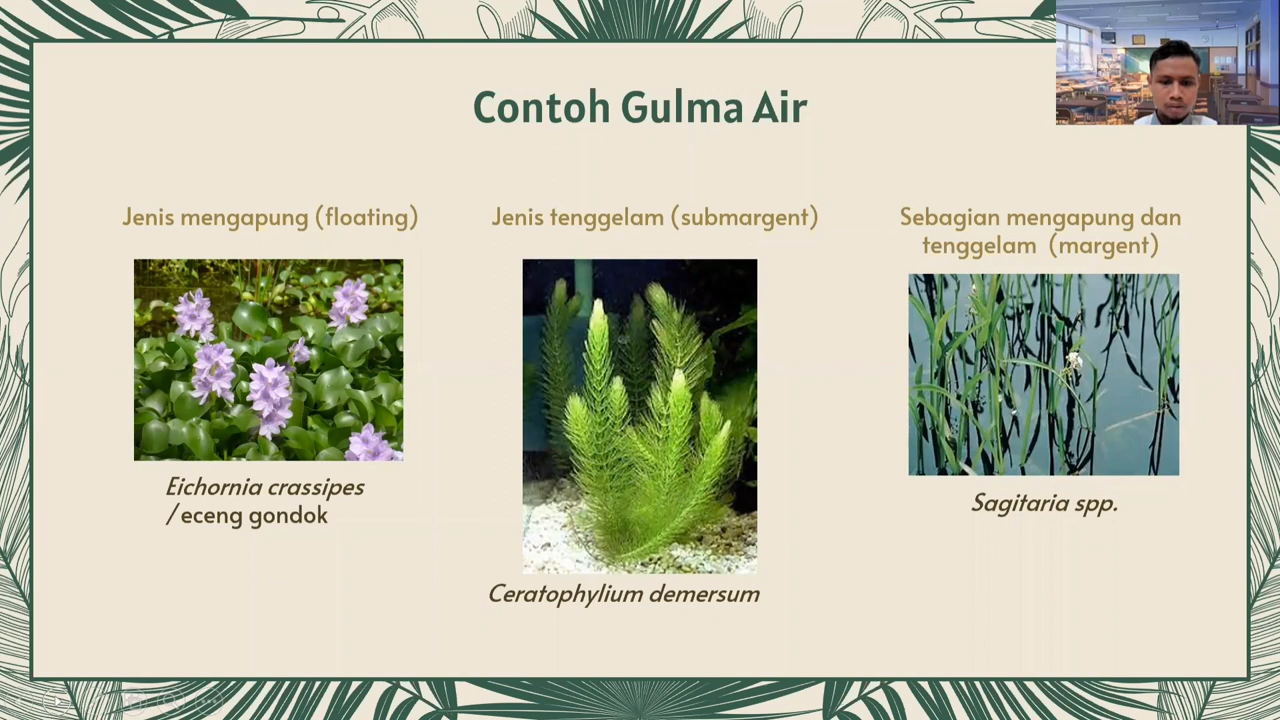 Contoh Gulma Air
Jenis mengapung (floating)
Eichornia crassipes
/eceng gondok
Jenis tenggelam (submargent)
Ceratophylium demersum
Sebagian mengapung dan
tenggelam (margent)
Sagitaria spp.